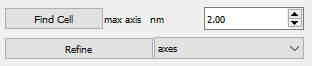 Find Cell max axis nm 2.00
Refine axes